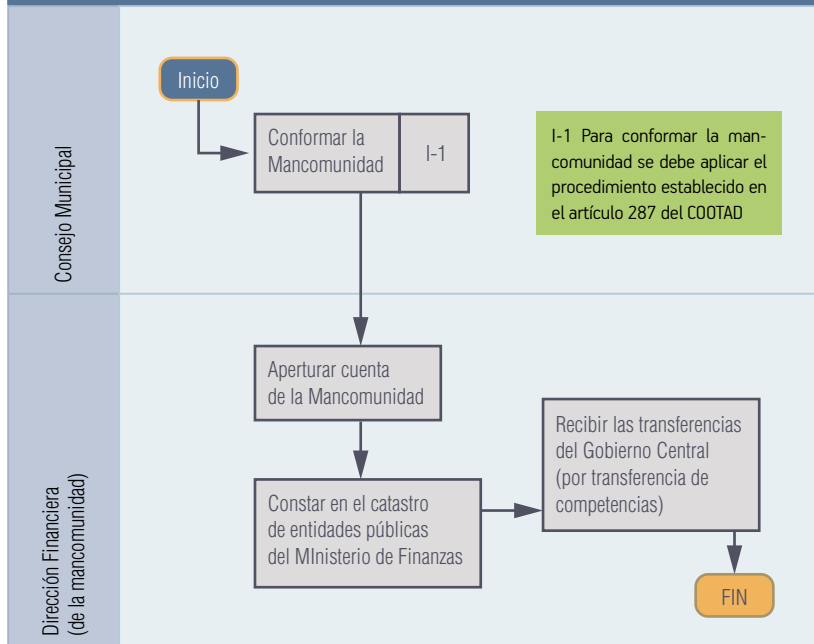 Consejo Municipal
Inicio
Conformar la
Mancomunidad
I-1
I-1 Para conformar la man-
comunidad se debe aplicar el
procedimiento establecido en
el artículo 287 del COOTAD
Dirección Financiera
(de la mancomunidad)
Aperturar cuenta
de la Mancomunidad
Constar en el catastro
de entidades públicas
del MInisterio de Finanzas
Recibir las transferencias
del Gobierno Central
(por transferencia de
competencias)
FIN